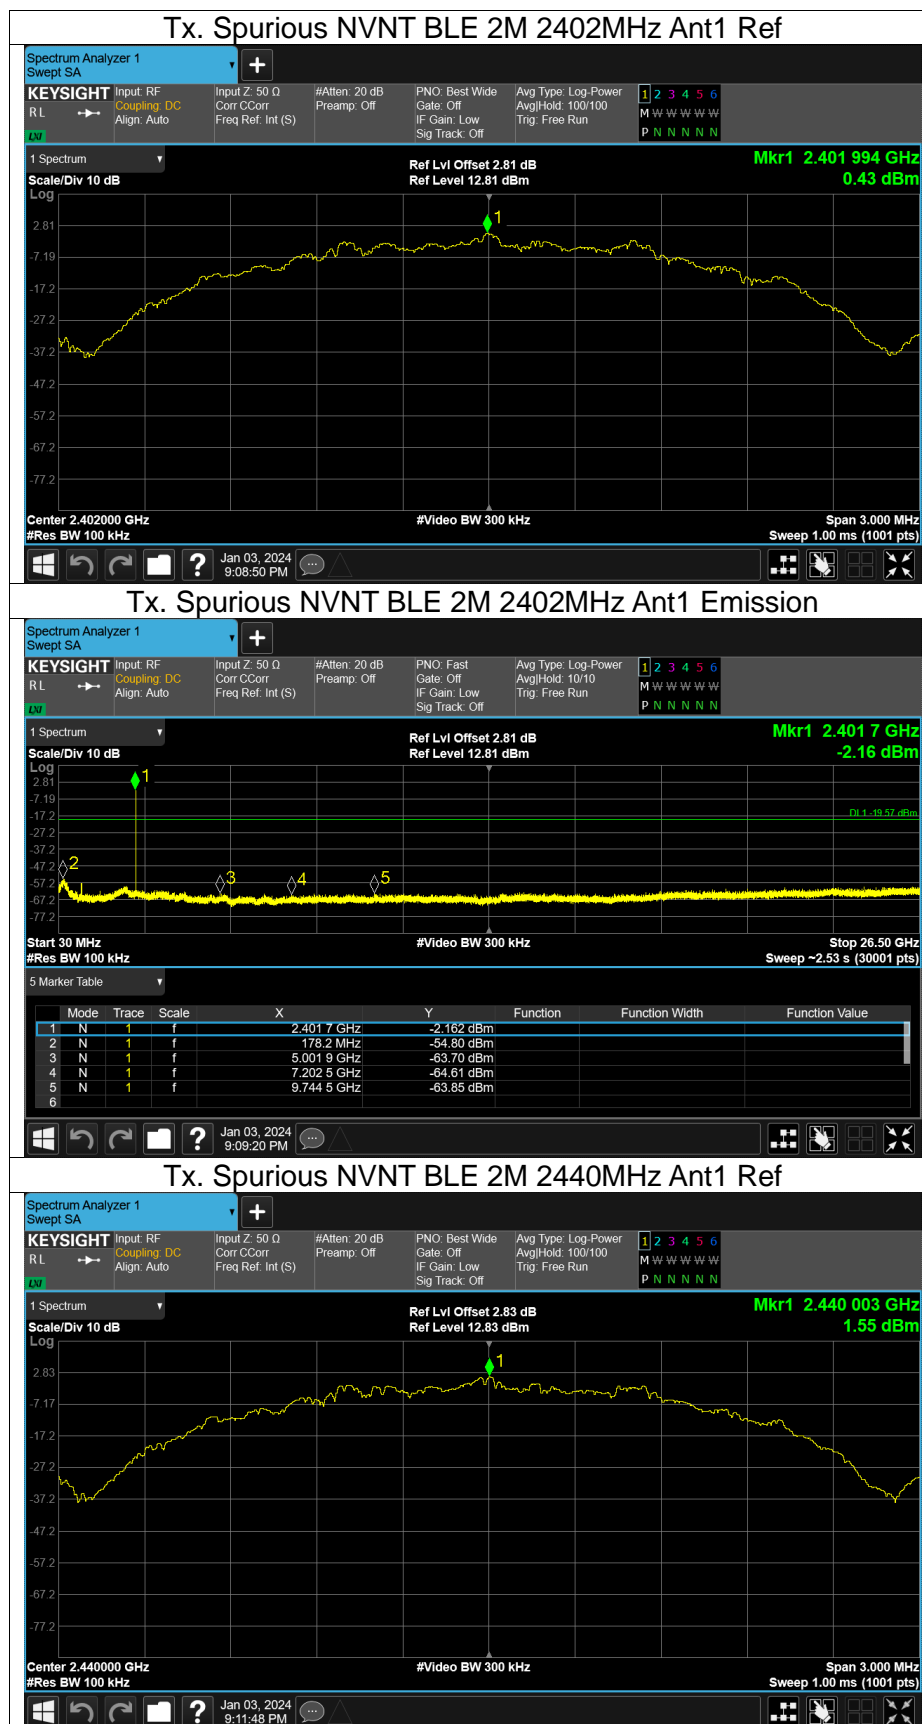 Tx. Spurious NVNT BLE 2M 2402MHz Ant1 Ref
Spectrum Analyzer 1
Swept SA
+
KEYSIGHT
R L
LXI
Input: RF
Coupling: DC
Align: Auto
Input Z: 50 Ω
Corr CCorr
Freq Ref: Int (S)
#Atten: 20 dB
Preamp: Off
PNO: Best Wide
Gate: Off
IF Gain: Low
Sig Track: Off
Avg Type: Log-Power
Avg|Hold: 100/100
Trig: Free Run
1 2 3 4 5 6
M W W W W W
P N N N N N
1 Spectrum
Scale/Div 10 dB
Ref Lvl Offset 2.81 dB
Ref Level 12.81 dBm
Mkr1 2.401 994 GHz
0.43 dBm
Log
1
2.81
-7.19
-17.2
-27.2
-37.2
-47.2
-57.2
-67.2
-77.2
Center 2.402000 GHz
#Res BW 100 kHz
#Video BW 300 kHz
Span 3.000 MHz
Sweep 1.00 ms (1001 pts)
?
Jan 03, 2024
9:08:50 PM
Tx. Spurious NVNT BLE 2M 2402MHz Ant1 Emission
Spectrum Analyzer 1
Swept SA
+
KEYSIGHT
R L
LXI
Input: RF
Coupling: DC
Align: Auto
Input Z: 50 Ω
Corr CCorr
Freq Ref: Int (S)
#Atten: 20 dB
Preamp: Off
PNO: Fast
Gate: Off
IF Gain: Low
Sig Track: Off
Avg Type: Log-Power
Avg|Hold: 10/10
Trig: Free Run
1 2 3 4 5 6
M W W W W W
P N N N N N
1 Spectrum
Scale/Div 10 dB
Ref Lvl Offset 2.81 dB
Ref Level 12.81 dBm
Mkr1 2.401 7 GHz
-2.16 dBm
Log
1
2.81
-7.19
-17.2
DL1 -19.57 dBm
-27.2
-37.2
-47.2
2
3
4
5
-57.2
-67.2
-77.2
Start 30 MHz
#Res BW 100 kHz
#Video BW 300 kHz
Stop 26.50 GHz
Sweep ~2.53 s (30001 pts)
5 Marker Table
Mode Trace Scale X Y Function Function Width Function Value
1 N 1 f 2.401 7 GHz -2.162 dBm
2 N 1 f 178.2 MHz -54.80 dBm
3 N 1 f 5.001 9 GHz -63.70 dBm
4 N 1 f 7.202 5 GHz -64.61 dBm
5 N 1 f 9.744 5 GHz -63.85 dBm
6
?
Jan 03, 2024
9:09:20 PM
Tx. Spurious NVNT BLE 2M 2440MHz Ant1 Ref
Spectrum Analyzer 1
Swept SA
+
KEYSIGHT
R L
LXI
Input: RF
Coupling: DC
Align: Auto
Input Z: 50 Ω
Corr CCorr
Freq Ref: Int (S)
#Atten: 20 dB
Preamp: Off
PNO: Best Wide
Gate: Off
IF Gain: Low
Sig Track: Off
Avg Type: Log-Power
Avg|Hold: 100/100
Trig: Free Run
1 2 3 4 5 6
M W W W W W
P N N N N N
1 Spectrum
Scale/Div 10 dB
Ref Lvl Offset 2.83 dB
Ref Level 12.83 dBm
Mkr1 2.440 003 GHz
1.55 dBm
Log
1
2.83
-7.17
-17.2
-27.2
-37.2
-47.2
-57.2
-67.2
-77.2
Center 2.440000 GHz
#Res BW 100 kHz
#Video BW 300 kHz
Span 3.000 MHz
Sweep 1.00 ms (1001 pts)
?
Jan 03, 2024
9:11:48 PM